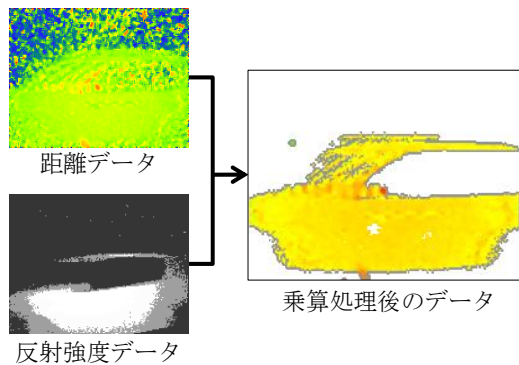 距離データ
反射強度データ
乗算処理後のデータ